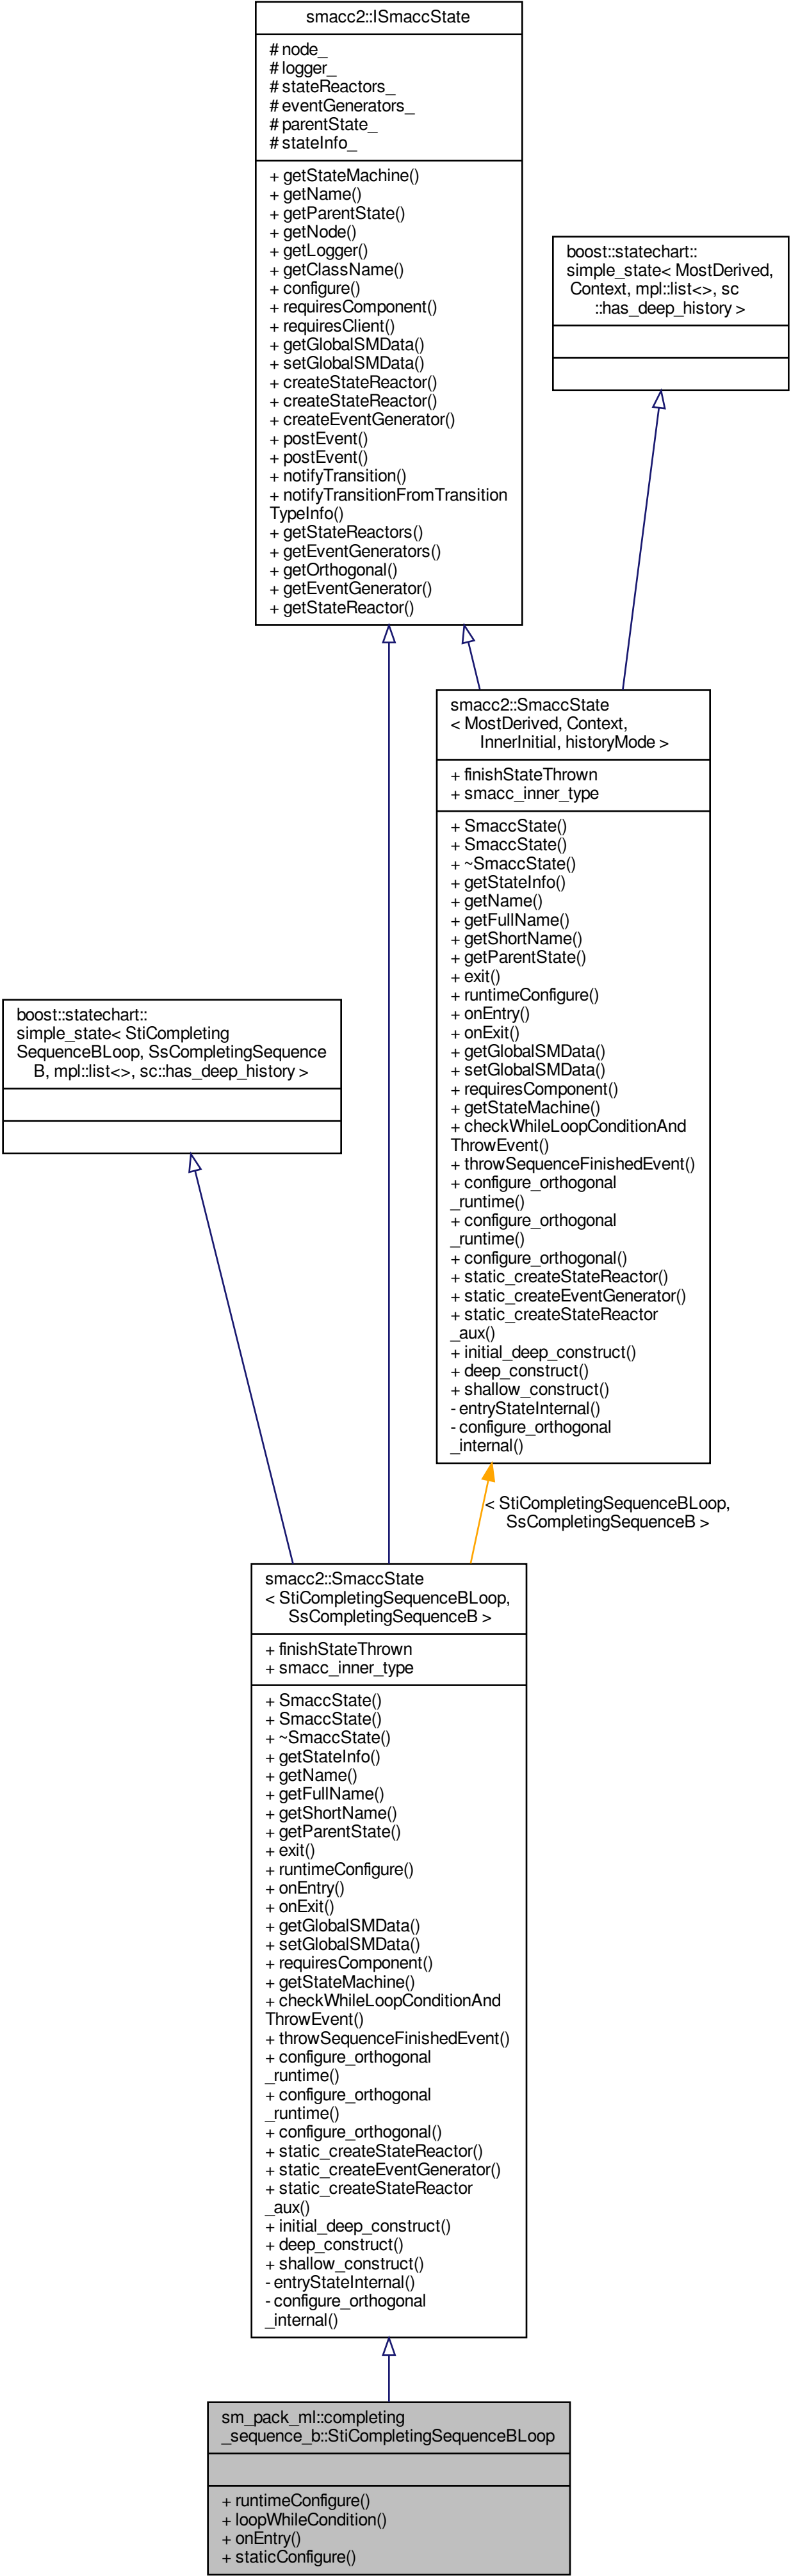 smacc2::ISmaccState
# node_
# logger_
# stateReactors_
# eventGenerators_
# parentState_
# stateInfo_
+ getStateMachine()
+ getName()
+ getParentState()
+ getNode()
+ getLogger()
+ getClassName()
+ configure()
+ requiresComponent()
+ requiresClient()
+ getGlobalSMData()
+ setGlobalSMData()
+ createStateReactor()
+ createStateReactor()
+ createEventGenerator()
+ postEvent()
+ postEvent()
+ notifyTransition()
+ notifyTransitionFromTransition
TypeInfo()
+ getStateReactors()
+ getEventGenerators()
+ getOrthogonal()
+ getEventGenerator()
+ getStateReactor()
boost::statechart::
simple_state< MostDerived,
Context, mpl::list<>, sc
::has_deep_history >
smacc2::SmaccState
< MostDerived, Context,
InnerInitial, historyMode >
+ finishStateThrown
+ smacc_inner_type
+ SmaccState()
+ SmaccState()
+ ~SmaccState()
+ getStateInfo()
+ getName()
+ getFullName()
+ getShortName()
+ getParentState()
+ exit()
+ runtimeConfigure()
+ onEntry()
+ onExit()
+ getGlobalSMData()
+ setGlobalSMData()
+ requiresComponent()
+ getStateMachine()
+ checkWhileLoopConditionAnd
ThrowEvent()
+ throwSequenceFinishedEvent()
+ configure_orthogonal
_runtime()
+ configure_orthogonal
_runtime()
+ configure_orthogonal()
+ static_createStateReactor()
+ static_createEventGenerator()
+ static_createStateReactor
_aux()
+ initial_deep_construct()
+ deep_construct()
+ shallow_construct()
- entryStateInternal()
- configure_orthogonal
_internal()
boost::statechart::
simple_state< StiCompleting
SequenceBLoop, SsCompletingSequence
B, mpl::list<>, sc::has_deep_history >
< StiCompletingSequenceBLoop,
SsCompletingSequenceB >
smacc2::SmaccState
< StiCompletingSequenceBLoop,
SsCompletingSequenceB >
+ finishStateThrown
+ smacc_inner_type
+ SmaccState()
+ SmaccState()
+ ~SmaccState()
+ getStateInfo()
+ getName()
+ getFullName()
+ getShortName()
+ getParentState()
+ exit()
+ runtimeConfigure()
+ onEntry()
+ onExit()
+ getGlobalSMData()
+ setGlobalSMData()
+ requiresComponent()
+ getStateMachine()
+ checkWhileLoopConditionAnd
ThrowEvent()
+ throwSequenceFinishedEvent()
+ configure_orthogonal
_runtime()
+ configure_orthogonal
_runtime()
+ configure_orthogonal()
+ static_createStateReactor()
+ static_createEventGenerator()
+ static_createStateReactor
_aux()
+ initial_deep_construct()
+ deep_construct()
+ shallow_construct()
- entryStateInternal()
- configure_orthogonal
_internal()
sm_pack_ml::completing
_sequence_b::StiCompletingSequenceBLoop
+ runtimeConfigure()
+ loopWhileCondition()
+ onEntry()
+ staticConfigure()